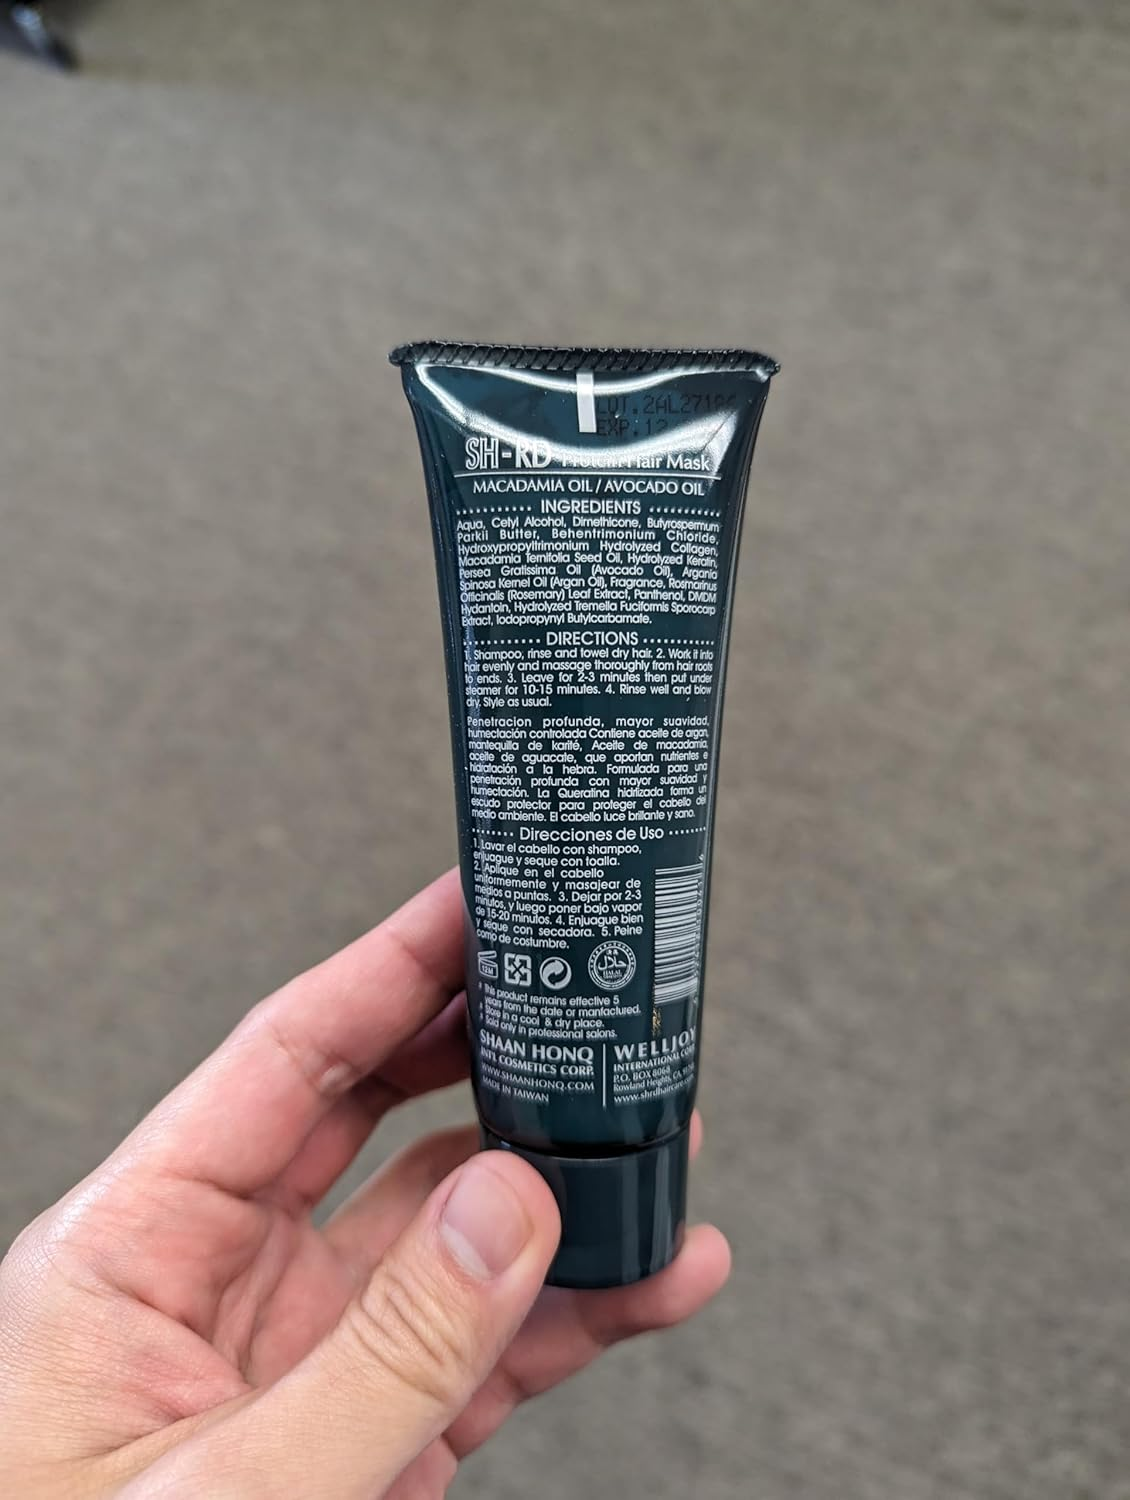 LOT.2AL2718
EXP.12
SH-RD Protein Hair Mask
MACADAMIA OIL / AVOCADO OIL
INGREDIENTS
Aqua, Cetyl Alcohol, Dimethicone, Butyrospermum
Parkii Butter, Behentrimonium Chloride,
Hydroxypropyltrimonium Hydrolyzed Collagen,
Macadamia Ternifolia Seed Oil, Hydrolyzed Keratin,
Persea Gratissima Oil (Avocado Oil), Argania
Spinosa Kernel Oil (Argan Oil), Fragrance, Rosmarinus
Officinalis (Rosemary) Leaf Extract, Panthenol, DMDM
Hydantoin, Hydrolyzed Tremella Fuciformis Sporocarp
Extract, Iodopropynyl Butylcarbamate.
DIRECTIONS
1. Shampoo, rinse and towel dry hair. 2. Work it into
hair evenly and massage thoroughly from hair roots
to ends. 3. Leave for 2-3 minutes then put under
steamer for 10-15 minutes. 4. Rinse well and blow
dry. Style as usual.
Penetracion profunda, mayor suavidad,
humectación controlada Contiene aceite de argan,
mantequilla de karité, Aceite de macadamia,
aceite de aguacate, que aportan nutrientes e
hidratación a la hebra. Formulada para una
penetración profunda con mayor suavidad y
humectación. La Queratina hidrlizada forma un
escudo protector para proteger el cabello del
medio ambiente. El cabello luce brillante y sano.
Direcciones de Uso
1. Lavar el cabello con shampoo,
enjuague y seque con toalla.
2. Aplique en el cabello
uniformemente y masajear de
medios a puntas. 3. Dejar por 2-3
minutos, y luego poner bajo vapor
de 15-20 minutos. 4. Enjuague bien
y seque con secadora. 5. Peine
como de costumbre.
12M
حلال
HALAL
* This product remains effective 5
years from the date or manfactured.
* Store in a cool & dry place.
* Sold only in professional salons.
SHAAN HONQ
INT'L COSMETICS CORP.
WWW.SHAANHONQ.COM
MADE IN TAIWAN
WELLJOY
INTERNATIONAL CORP.
P.O. BOX 8068
Rowland Heights, CA.
www.shrdhaircare.